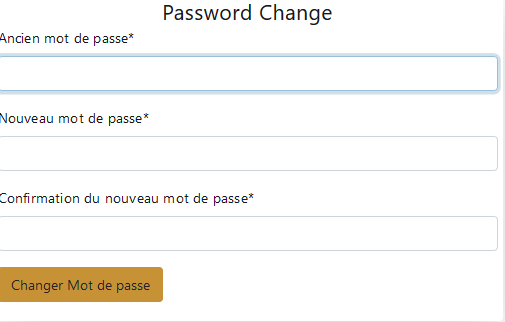 Password Change
Ancien mot de passe*
Nouveau mot de passe*
Confirmation du nouveau mot de passe*
Changer Mot de passe